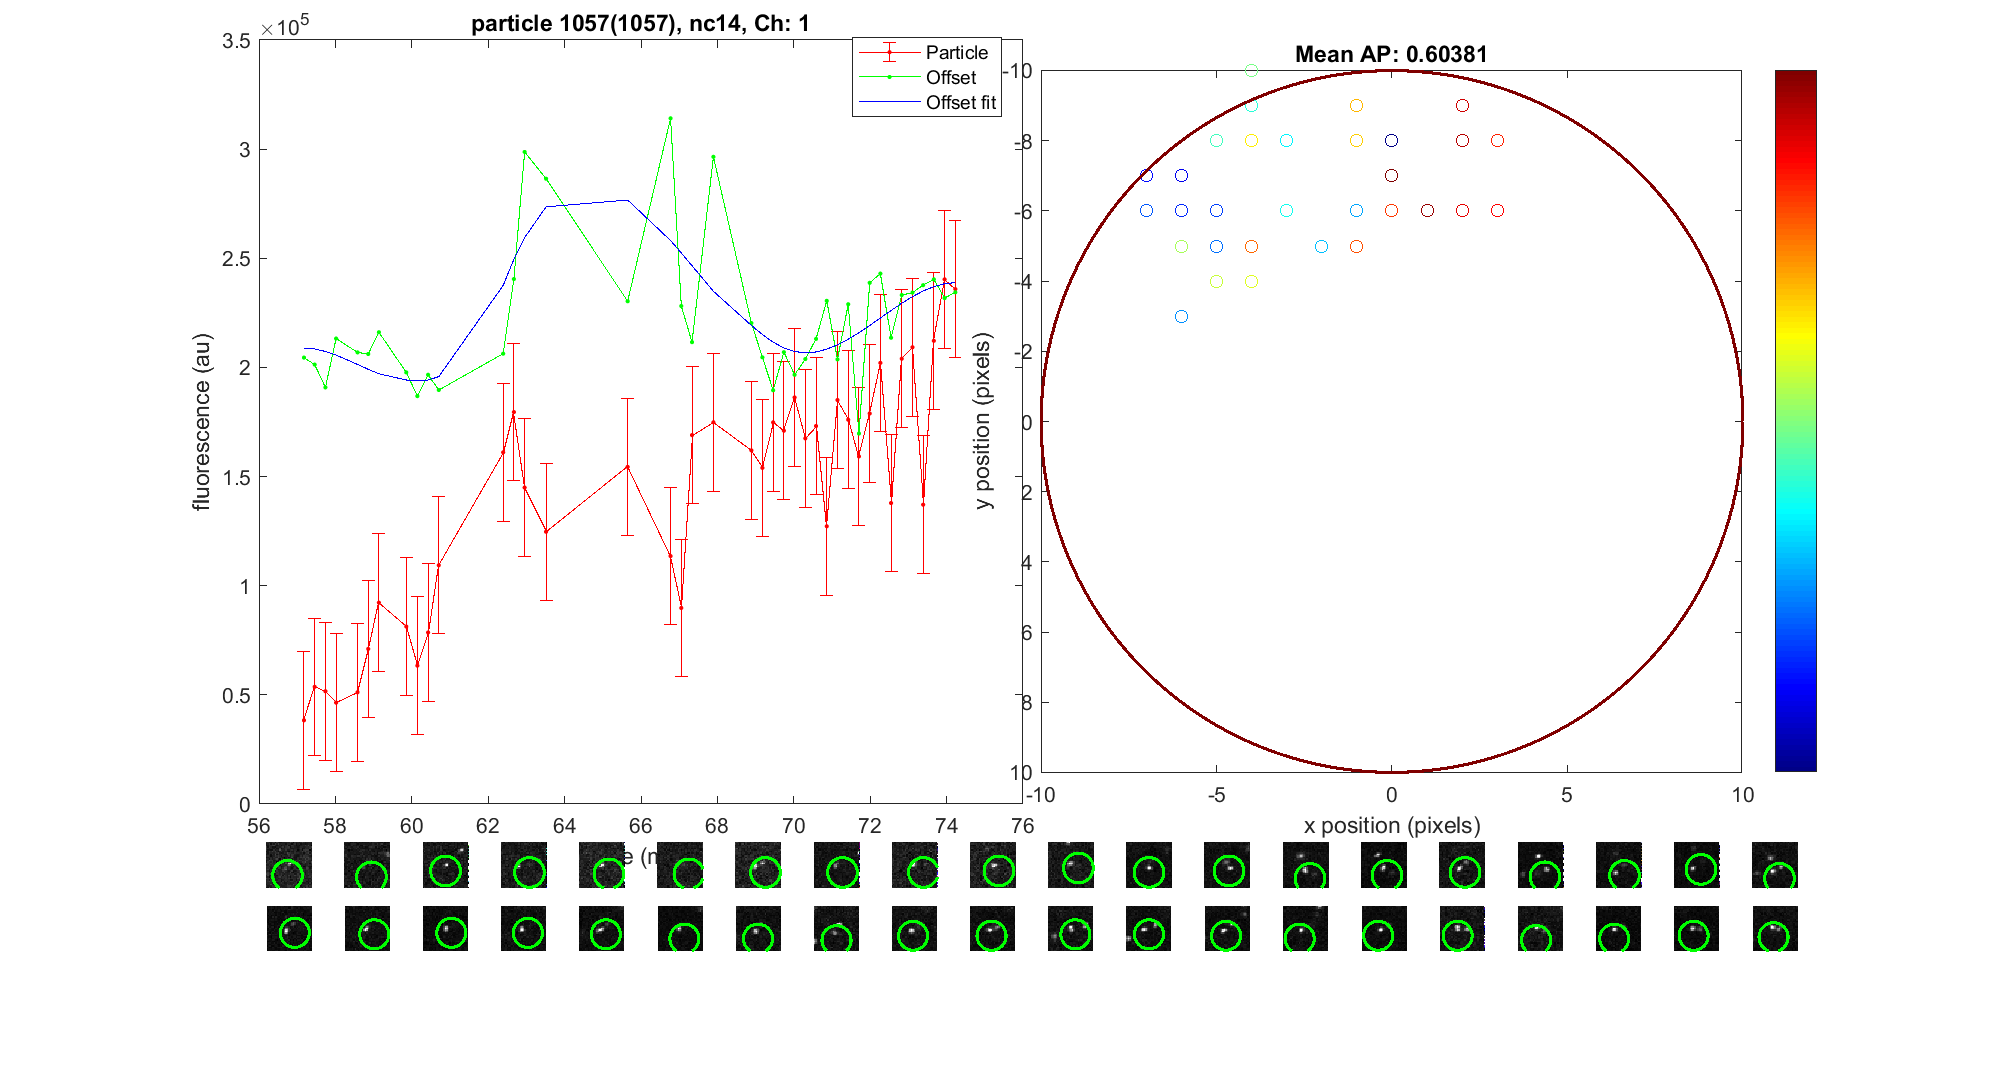 particle 1057(1057), nc14, Ch: 1
×10^5
3.5
3
2.5
2
1.5
1
0.5
0
fluorescence (au)
56 58 60 62 64 66 68 70 72 74 76
Particle
Offset
Offset fit
Mean AP: 0.60381
-10
-8
-6
-4
-2
0
2
4
6
8
10
y position (pixels)
-10 -5 0 5 10
x position (pixels)